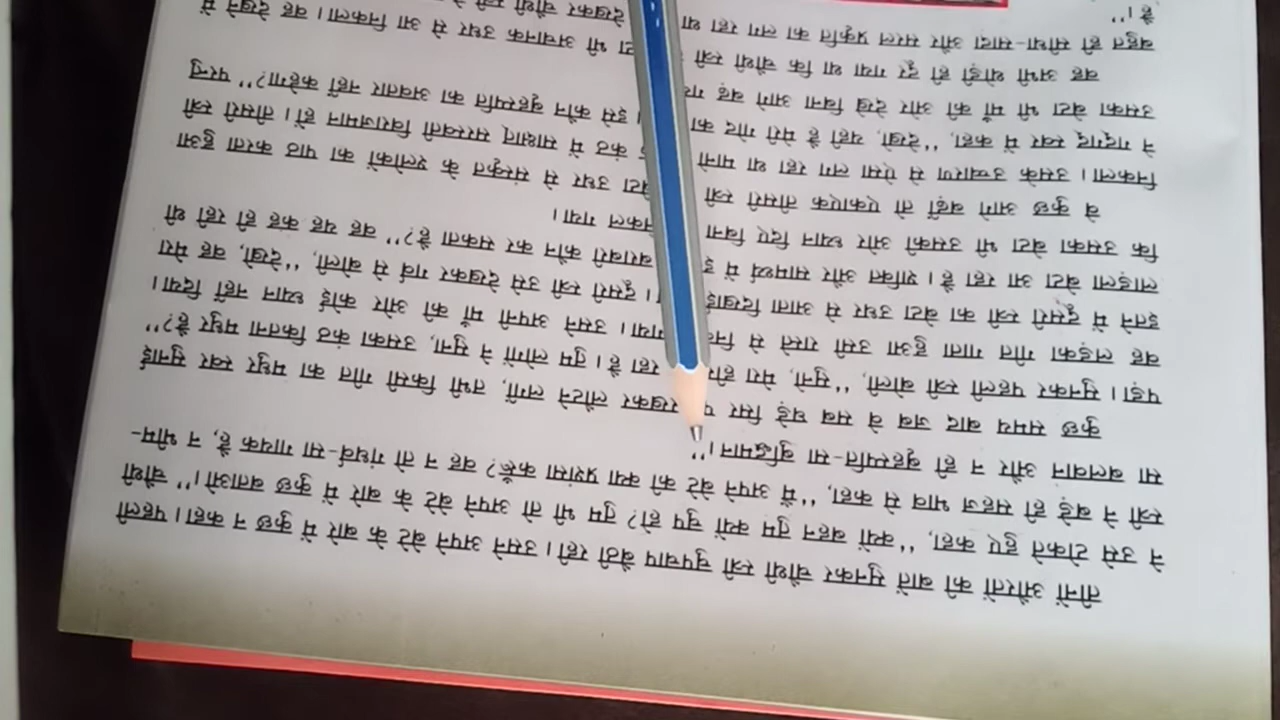 तीनों औरतों की बातें सुनकर चौथी स्त्री चुपचाप बैठी रही। उसने अपने बेटे के बारे में कुछ न कहा। पहली
ने उसे टोकते हुए कहा, "क्यों बहन तुम क्यों चुप हो? तुम भी तो अपने बेटे के बारे में कुछ बताओ।" चौथी
स्त्री ने बड़े ही सहज भाव से कहा, "मैं अपने बेटे की क्या प्रशंसा करूँ? वह न तो गंधर्व-सा गायक है, न भीम-
सा बलवान और न ही बृहस्पति-सा बुद्धिमान।"
कुछ समय बाद जब वे सब घड़े सिर रखकर लौटने लगीं, तभी किसी गीत का मधुर स्वर सुनाई
पड़ा। सुनकर पहली स्त्री बोली, "सुनो, मेरा रहा है। तुम लोगों ने सुना, उसका कंठ कितना मधुर है?"
वह लड़का गीत गाता हुआ उसी रास्ते से गया। उसने अपनी माँ की ओर कोई ध्यान नहीं दिया।
इतने में दूसरी स्त्री का बेटा उधर से आता दिखाई । दूसरी स्त्री उसे देखकर गर्व से बोली, "देखो, वह मेरा
लाड़ला बेटा आ रहा है। शक्ति और सामर्थ्य में बराबरी कौन कर सकता है?" वह यह कह ही रही थी
कि उसका बेटा भी उसकी ओर ध्यान दिए बिना निकल गया।
वे कुछ आगे बढ़ीं तो एकाएक तीसरी स्त्री बेटा उधर से संस्कृत के श्लोकों का पाठ करता हुआ
निकला। उसके उच्चारण से ऐसा लग रहा था मानो कंठ में साक्षात् सरस्वती विराजमान हों। तीसरी स्त्री
ने गद्गद् स्वर में कहा, "देखो, यही है मेरी गोद का इसे कौन बृहस्पति का अवतार नहीं कहेगा?" परन्तु
उसका बेटा भी माँ की ओर देखे बिना आगे बढ़
वह अभी थोड़ी ही दूर गया था कि चौथी स्त्री भी अचानक उधर से आ निकला। वह देखने में
बहुत ही सीधा-सादा और सरल प्रकृति का लग रहा था देखकर चौथी स्त्री ने
है।"